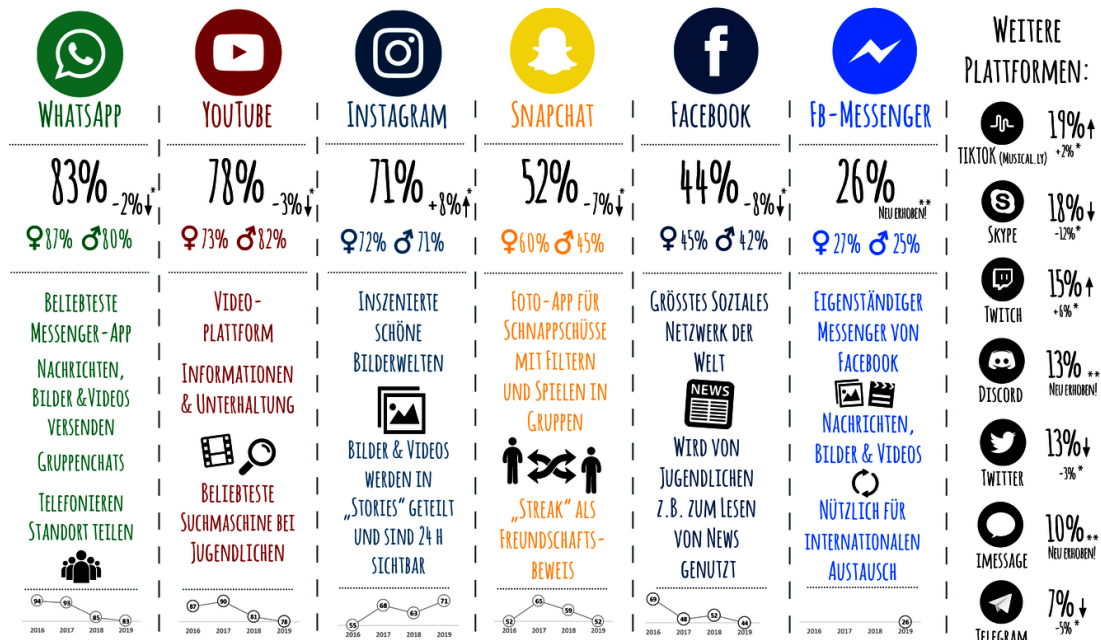 WhatsApp
83% -2%*
87% 80%
Beliebteste
Messenger-App
Nachrichten,
Bilder &Videos
versenden
Gruppenchats
Telefonieren
Standort teilen
94 93 85 83
2016 2017 2018 2019
YouTube
78% -3%*
73% 82%
Video-
plattform
Informationen
& Unterhaltung
Beliebteste
Suchmaschine bei
Jugendlichen
87 90 81 78
2016 2017 2018 2019
Instagram
71% +8%*
72% 71%
Inszenierte
schöne
Bilderwelten
Bilder & Videos
werden in
„Stories“ geteilt
und sind 24 h
sichtbar
55 68 63 71
2016 2017 2018 2019
Snapchat
52% -7%*
60% 45%
Foto-App für
Schnappschüsse
mit Filtern
und Spielen in
Gruppen
„Streak“ als
Freundschafts-
beweis
52 65 59 52
2016 2017 2018 2019
f
Facebook
44% -8%*
45% 42%
Grösstes Soziales
Netzwerk der
Welt
NEWS
Wird von
Jugendlichen
z.B. zum Lesen
von News
genutzt
69 48 52 44
2016 2017 2018 2019
FB-Messenger
26% **
Neu erhoben!
27% 25%
Eigenständiger
Messenger von
Facebook
Nachrichten,
Bilder & Videos
Nützlich für
internationalen
Austausch
26
2016 2017 2018 2019
Weitere
Plattformen:
19%
TikTok (Musical.ly) +2%*
18%
Skype -12%*
15%
Twitch +6%*
13% **
Discord Neu erhoben!
13%
Twitter -3%*
10% **
iMessage Neu erhoben!
7%
Telegram -5%*